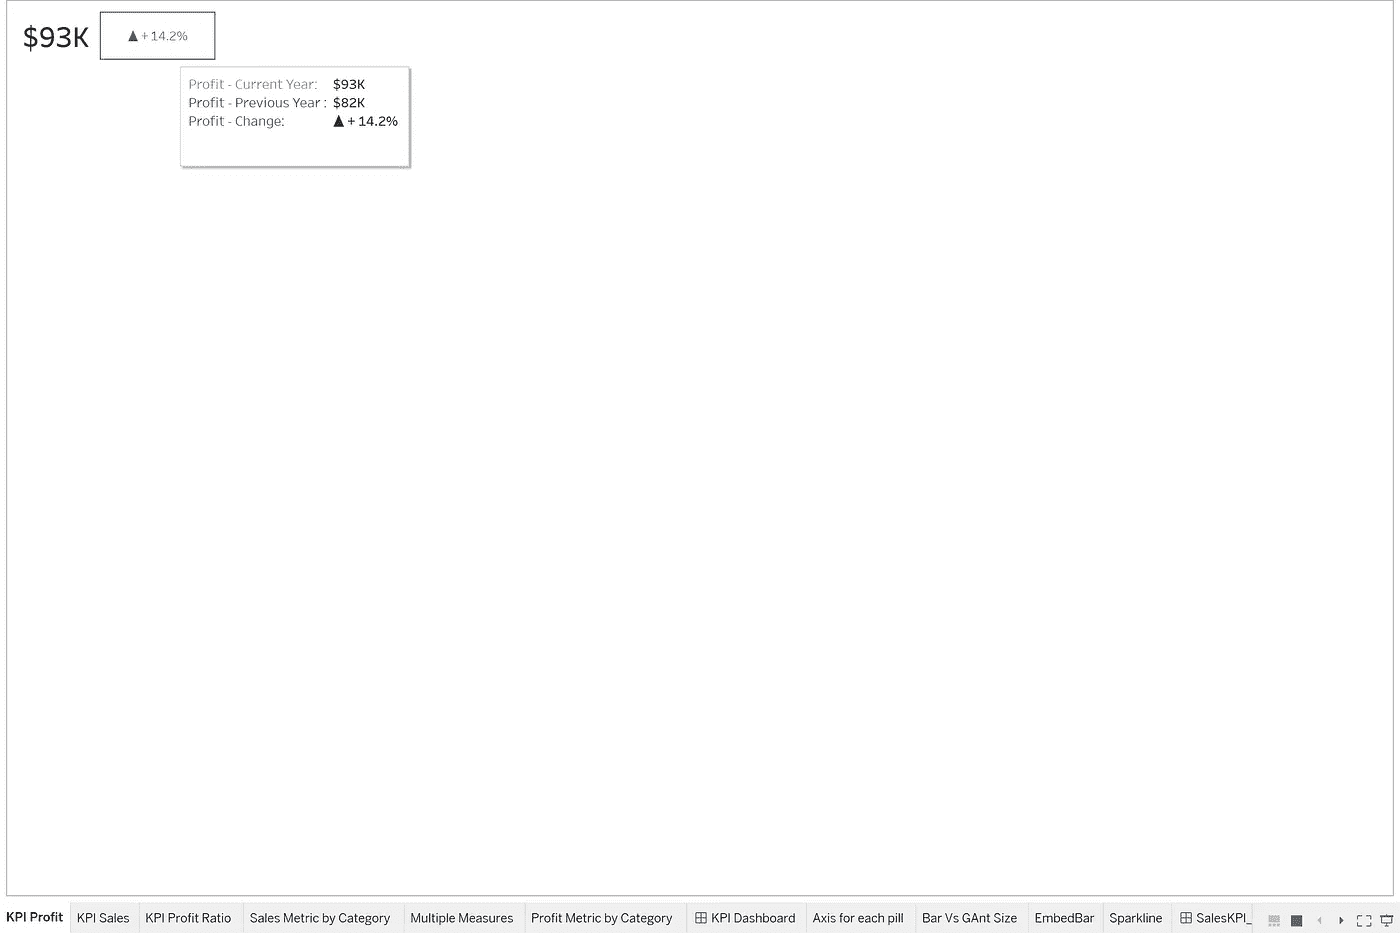 $93K ▲ + 14.2%
Profit - Current Year: $93K
Profit - Previous Year : $82K
Profit - Change: ▲ + 14.2%
KPI Profit KPI Sales KPI Profit Ratio Sales Metric by Category Multiple Measures Profit Metric by Category KPI Dashboard Axis for each pill Bar Vs GAnt Size EmbedBar Sparkline SalesKPI_